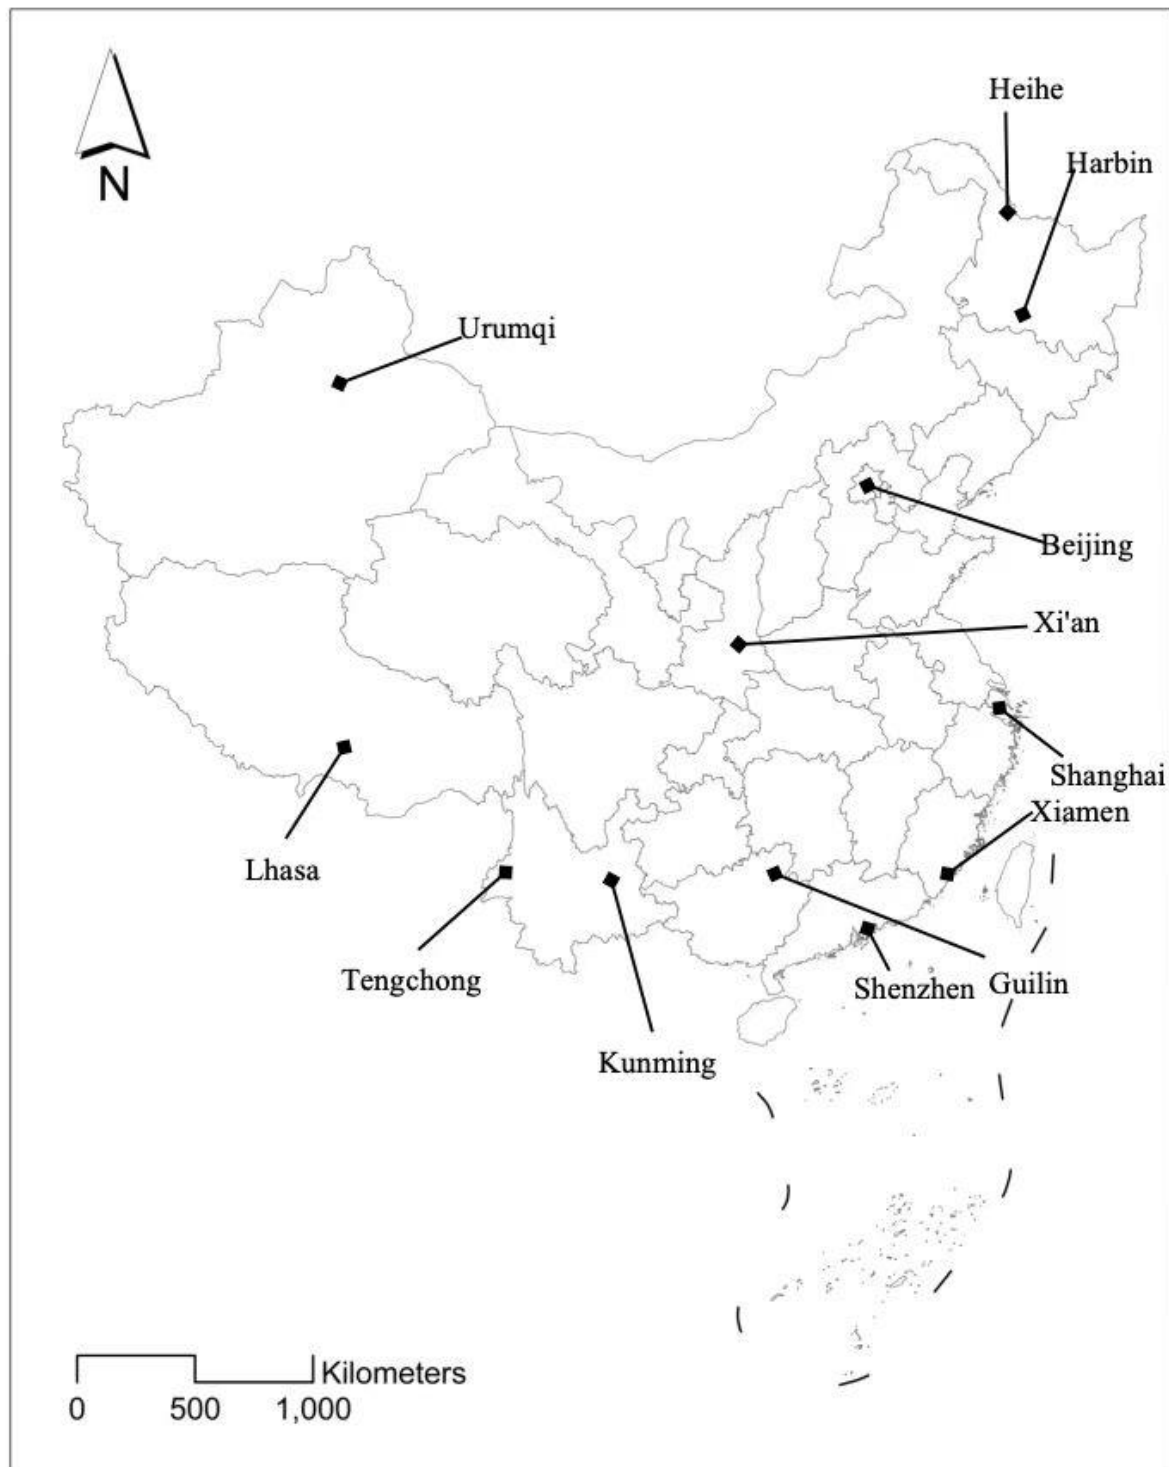 Heihe
Harbin
N
Urumqi
Beijing
Xi'an
Shanghai
Xiamen
Lhasa
Tengchong
Shenzhen
Guilin
Kunming
Kilometers
0 500 1,000